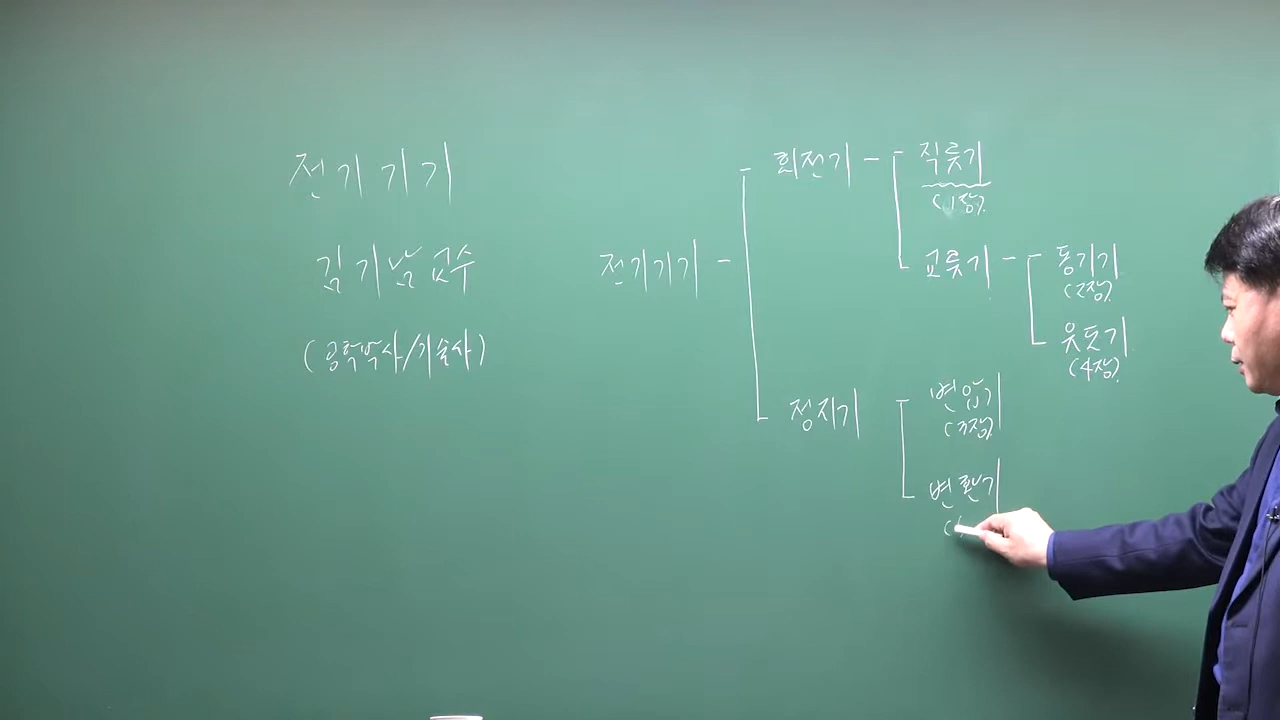 전기기기
김기남 교수
(공학박사/기술사)
전기기기
회전기
직류기
(1장)
교류기
동기기
(2장)
유도기
(4장)
정지기
변압기
(3장)
변환기
(